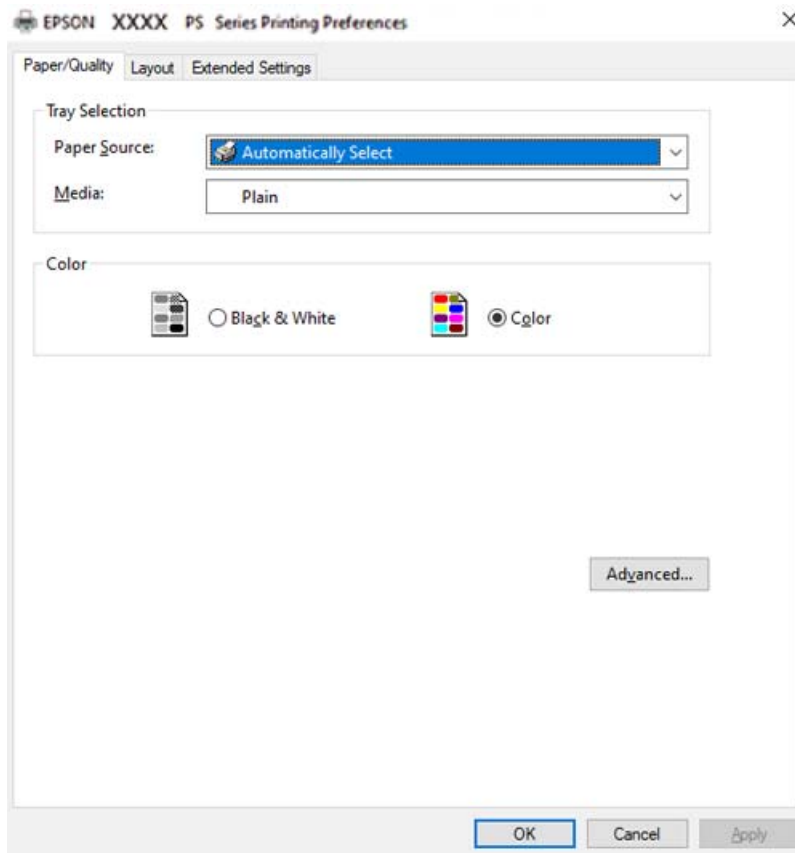 EPSON XXXX PS Series Printing Preferences
Paper/Quality Layout Extended Settings
Tray Selection
Paper Source: Automatically Select
Media: Plain
Color
Black & White Color
Advanced...
OK Cancel Apply